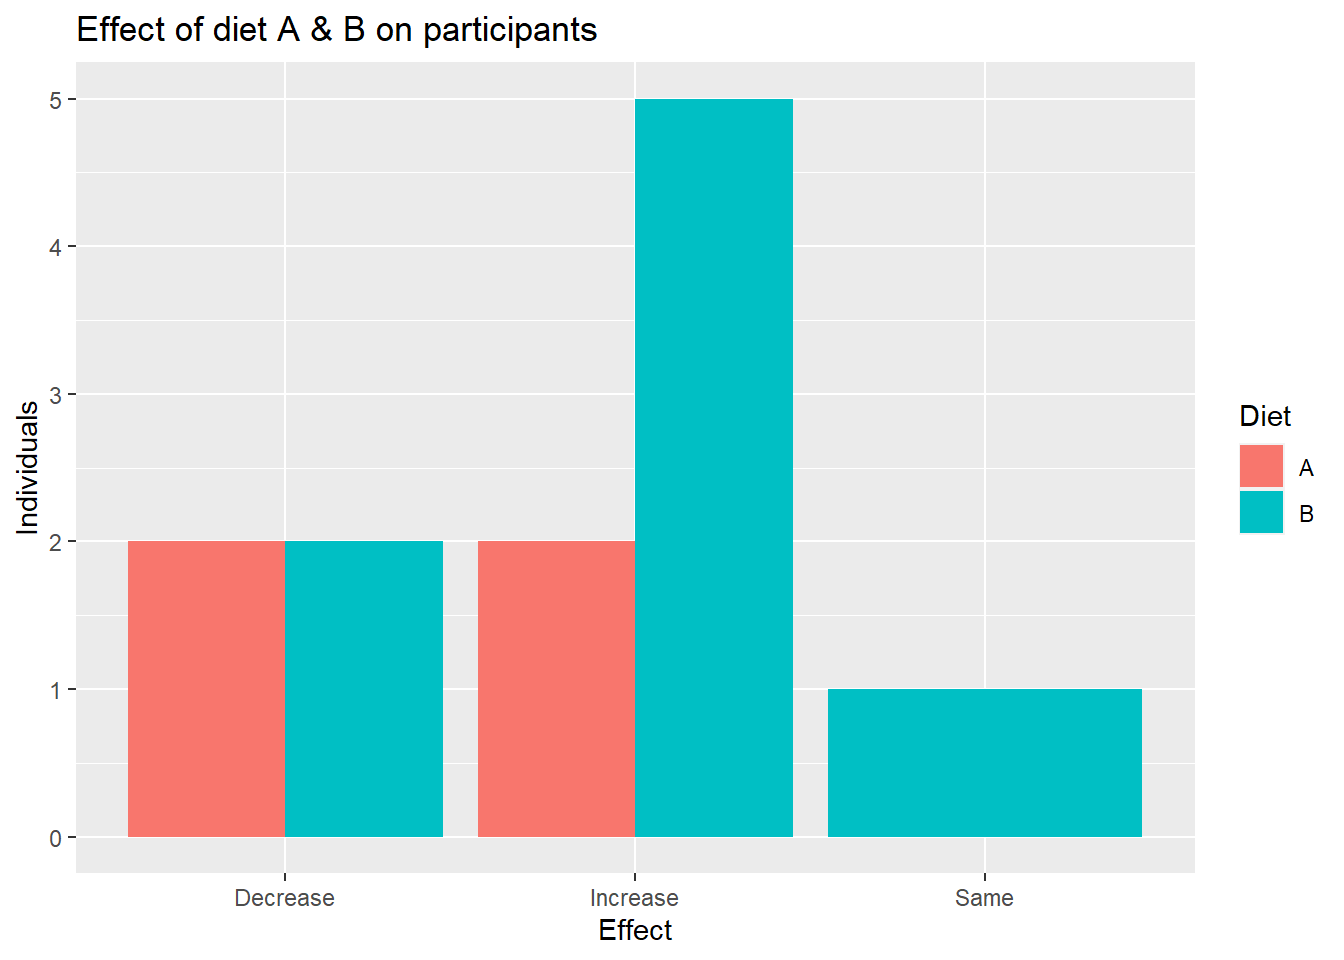 Effect of diet A & B on participants
5
4
3
2
1
0
Individuals
Decrease
Increase
Same
Effect
Diet
A
B